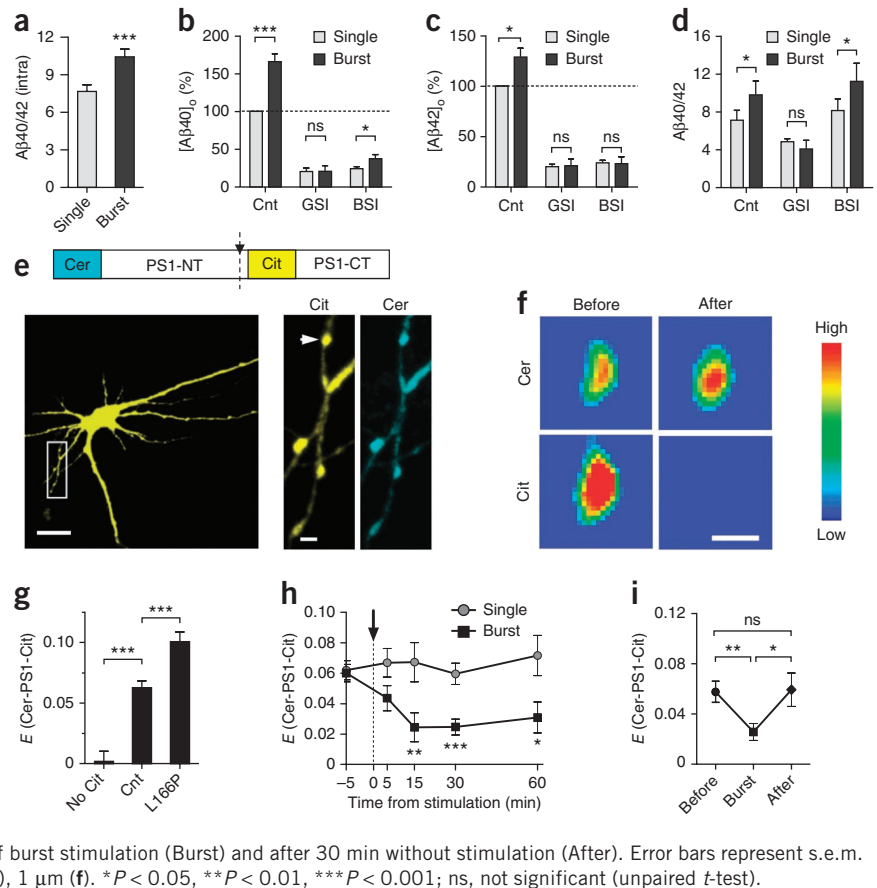 a
Aβ40/42 (intra)
12
9
6
3
0
***
Single
Burst
b
[Aβ40]o (%)
200
150
100
50
0
Single
Burst
***
ns
*
Cnt
GSI
BSI
c
[Aβ42]o (%)
150
100
50
0
Single
Burst
*
ns
ns
Cnt
GSI
BSI
d
Aβ40/42
16
12
8
4
0
Single
Burst
*
ns
*
Cnt
GSI
BSI
e
Cer
PS1-NT
Cit
PS1-CT
Cit
Cer
f
Before
After
Cer
Cit
High
Low
g
E (Cer-PS1-Cit)
0.10
0.05
0
***
***
No Cit
Cnt
L166P
h
E (Cer-PS1-Cit)
0.10
0.08
0.06
0.04
0.02
0
Single
Burst
**
***
*
–5
0
5
15
30
60
Time from stimulation (min)
i
E (Cer-PS1-Cit)
0.12
0.08
0.04
0
ns
**
*
Before
Burst
After
f burst stimulation (Burst) and after 30 min without stimulation (After). Error bars represent s.e.m.
), 1 μm (f). *P < 0.05, **P < 0.01, ***P < 0.001; ns, not significant (unpaired t-test).